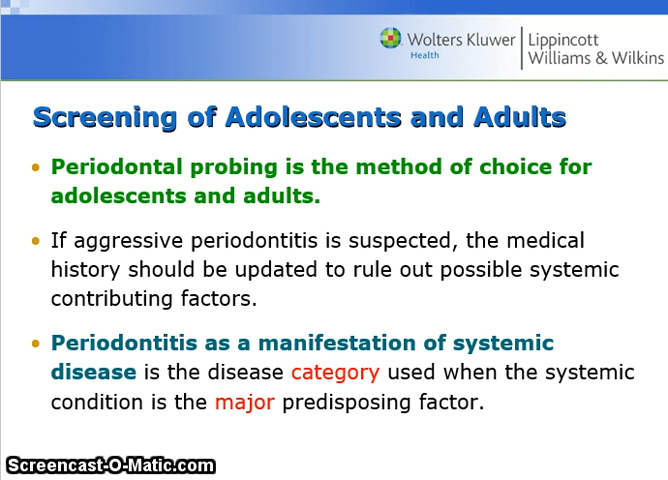 Wolters Kluwer
Health
Lippincott
Williams & Wilkins
Screening of Adolescents and Adults
• Periodontal probing is the method of choice for
adolescents and adults.
• If aggressive periodontitis is suspected, the medical
history should be updated to rule out possible systemic
contributing factors.
• Periodontitis as a manifestation of systemic
disease is the disease category used when the systemic
condition is the major predisposing factor.
Screencast-O-Matic.com